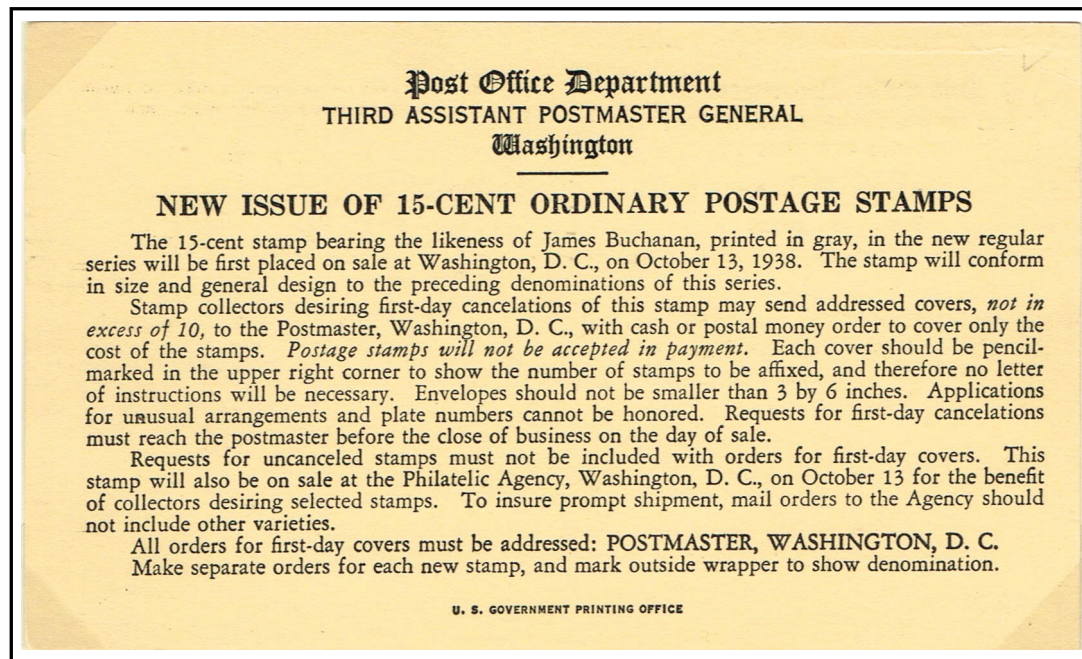 Post Office Department
THIRD ASSISTANT POSTMASTER GENERAL
Washington
NEW ISSUE OF 15-CENT ORDINARY POSTAGE STAMPS
The 15-cent stamp bearing the likeness of James Buchanan, printed in gray, in the new regular
series will be first placed on sale at Washington, D. C., on October 13, 1938. The stamp will conform
in size and general design to the preceding denominations of this series.
Stamp collectors desiring first-day cancelations of this stamp may send addressed covers, not in
excess of 10, to the Postmaster, Washington, D. C., with cash or postal money order to cover only the
cost of the stamps. Postage stamps will not be accepted in payment. Each cover should be pencil-
marked in the upper right corner to show the number of stamps to be affixed, and therefore no letter
of instructions will be necessary. Envelopes should not be smaller than 3 by 6 inches. Applications
for unusual arrangements and plate numbers cannot be honored. Requests for first-day cancelations
must reach the postmaster before the close of business on the day of sale.
Requests for uncanceled stamps must not be included with orders for first-day covers. This
stamp will also be on sale at the Philatelic Agency, Washington, D. C., on October 13 for the benefit
of collectors desiring selected stamps. To insure prompt shipment, mail orders to the Agency should
not include other varieties.
All orders for first-day covers must be addressed: POSTMASTER, WASHINGTON, D. C.
Make separate orders for each new stamp, and mark outside wrapper to show denomination.
U. S. GOVERNMENT PRINTING OFFICE